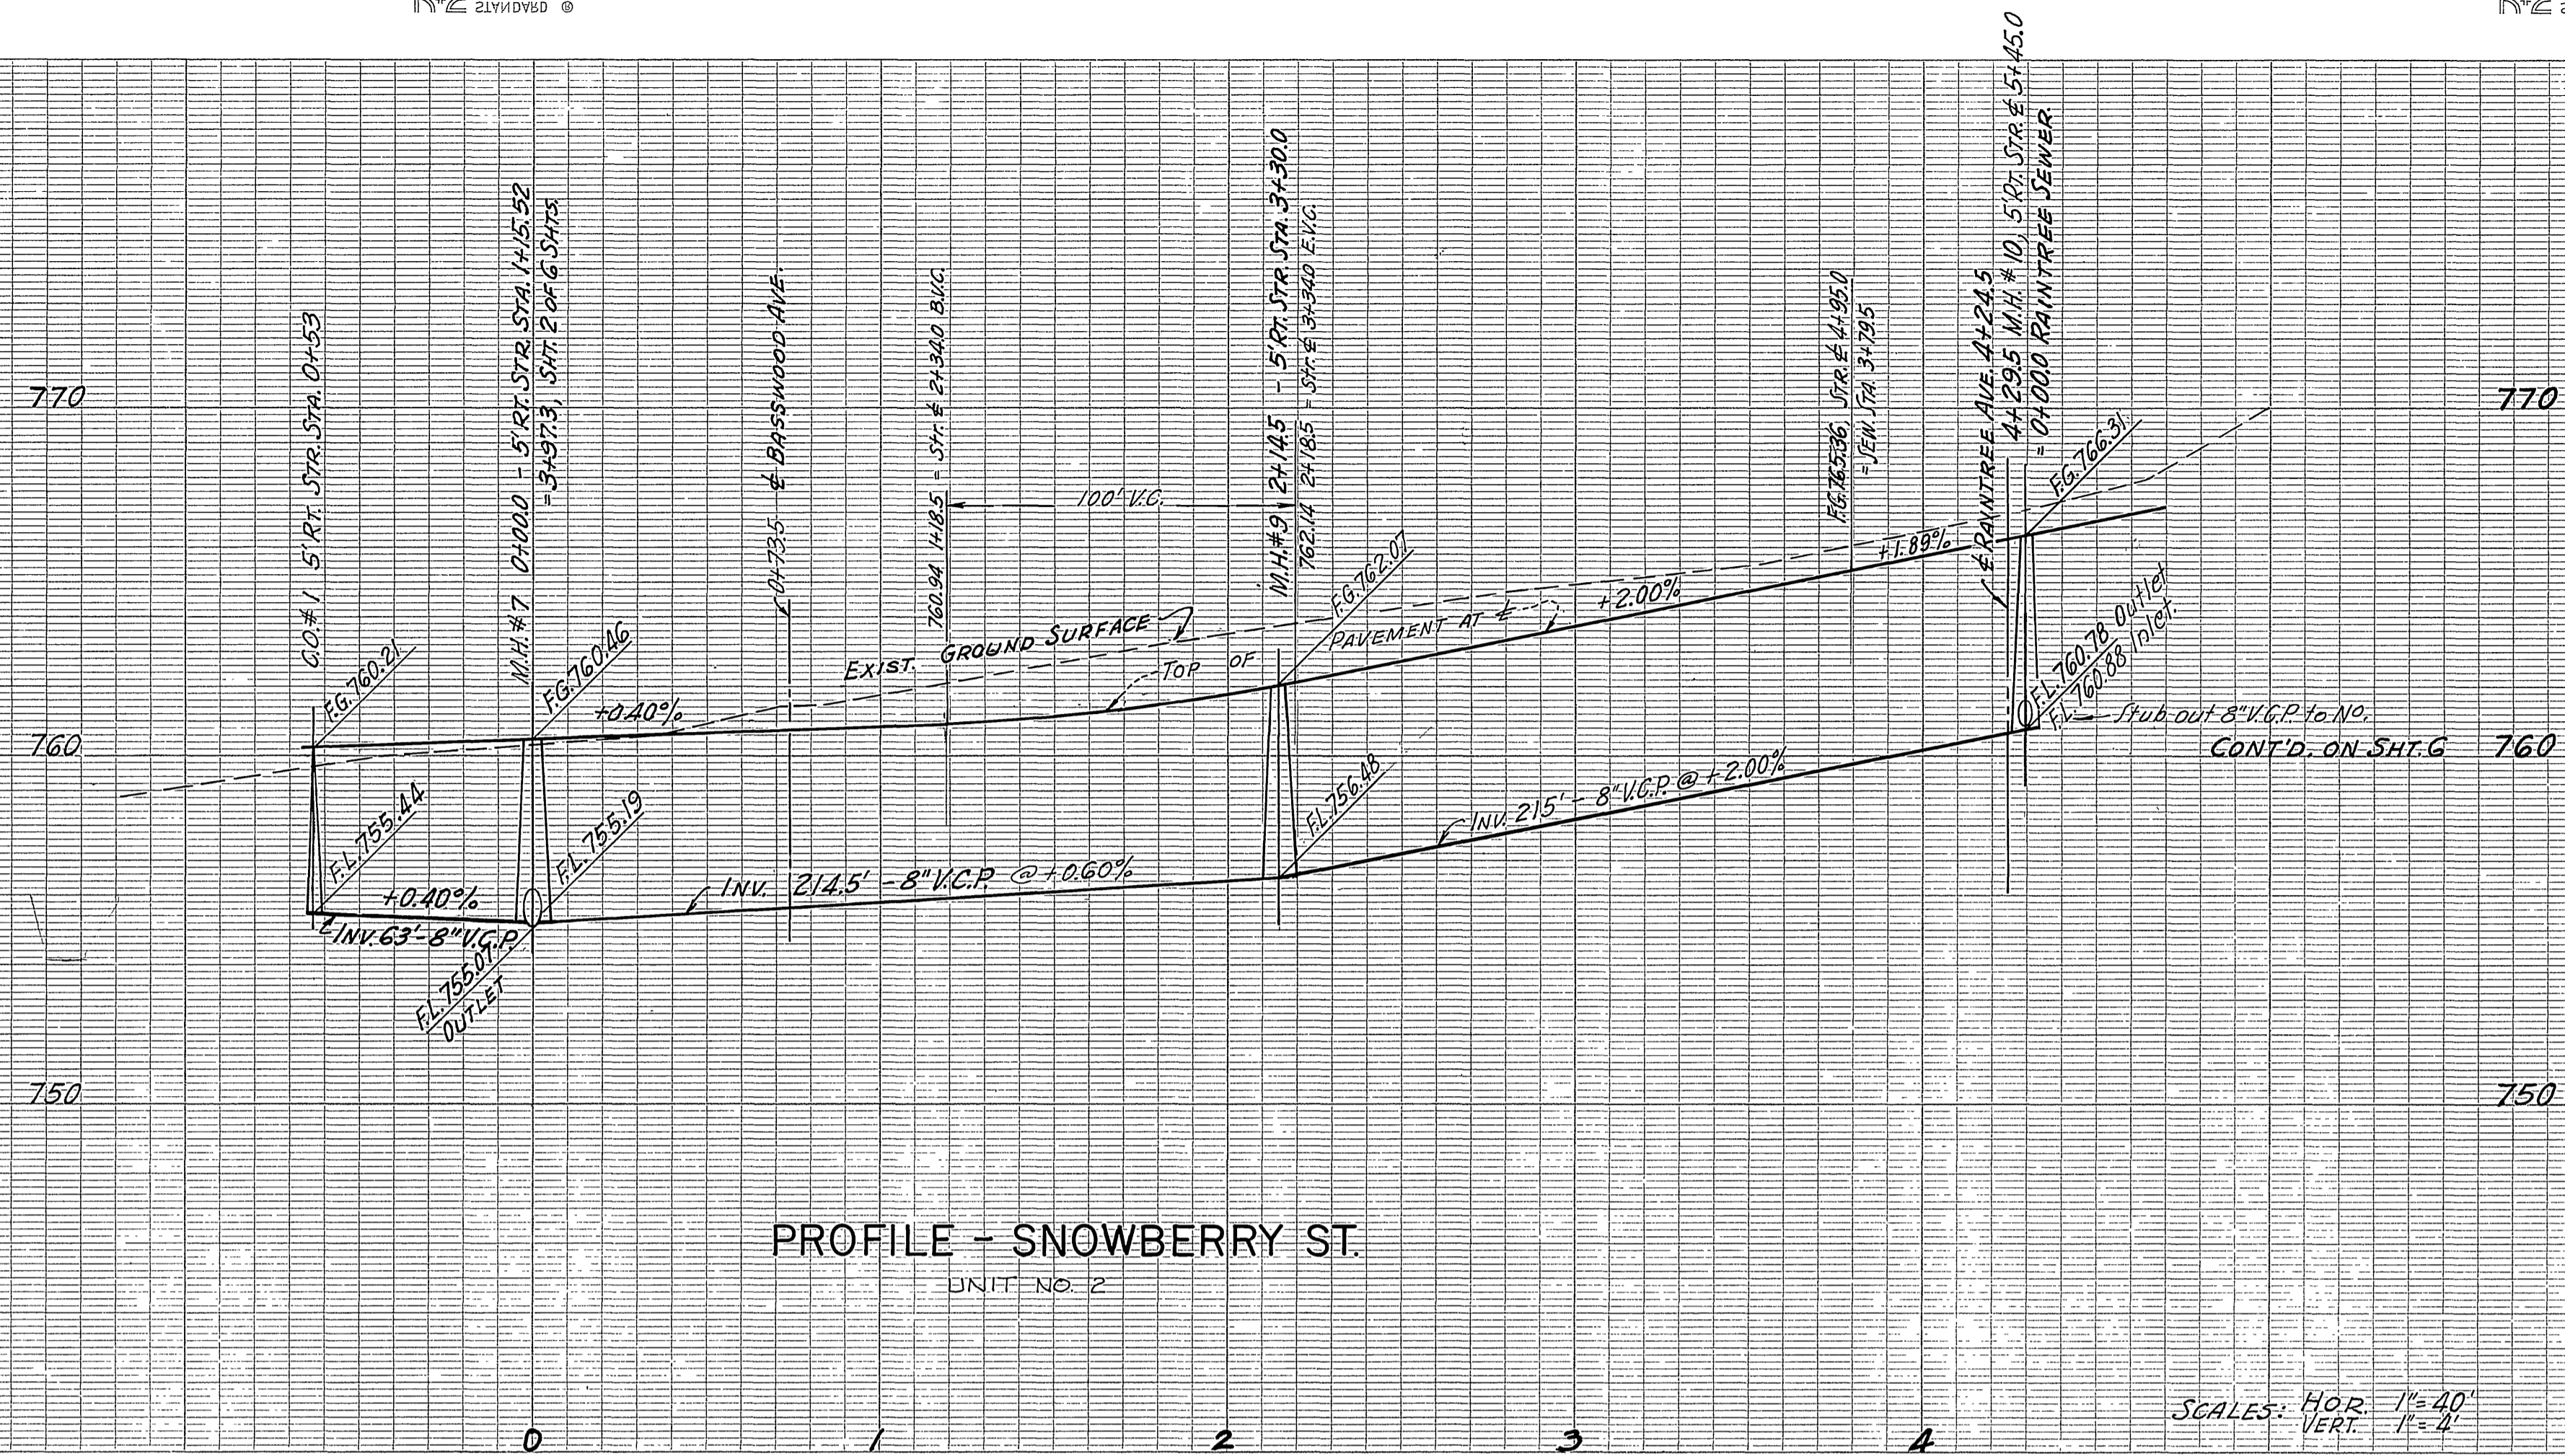 STANDARD ®
C.O.#1 5' RT. STR. STA. 0+53
M.H.#7 0+00.0 - 5' RT. STR. STA. 1+15.52
= 3+97.3, SHT. 2 OF 6 SHTS.
0+73.5 ℄ BASSWOOD AVE.
760.94 1+18.5 = Str. ℄ 2+34.0 B.V.C.
100' V.C.
M.H.#9 2+14.5 - 5' RT. STR. STA. 3+30.0
762.14 2+18.5 = Str. ℄ 3+34.0 E.V.C.
F.G. 765.36, STR. ℄ 4+95.0
= SEW. STA. 3+79.5
℄ RAINTREE AVE. 4+24.5
4+29.5 M.H.#10, 5' RT. STR. ℄ 5+45.0
= 0+00.0 RAINTREE SEWER.
770
770
F.G. 760.21
F.G. 760.46
+0.40%
EXIST. GROUND SURFACE
TOP OF PAVEMENT AT ℄
F.G. 762.07
+2.00%
+1.89%
F.G. 766.31
760
760
F.L. 760.78 Outlet
F.L. 760.88 Inlet.
Stub out 8" V.C.P. to No.
CONT'D. ON SHT. 6
F.L. 755.44
+0.40%
INV. 63' - 8" V.C.P.
F.L. 755.19
F.L. 755.07
OUTLET
INV. 214.5' - 8" V.C.P. @ +0.60%
F.L. 756.48
INV. 215' - 8" V.C.P. @ +2.00%
750
750
PROFILE - SNOWBERRY ST.
UNIT NO. 2
SCALES: HOR. 1"=40'
VERT. 1"=4'
0 1 2 3 4